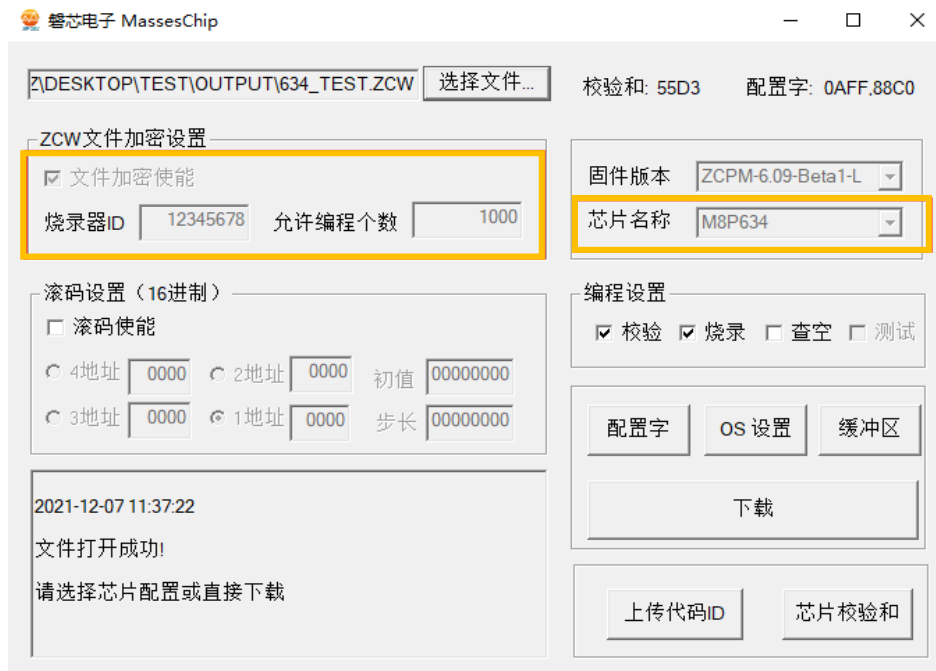 磐芯电子 MassesChip
Z\DESKTOP\TEST\OUTPUT\634_TEST.ZCW 选择文件... 校验和: 55D3 配置字: 0AFF,88C0
ZCW文件加密设置
文件加密使能
烧录器ID 12345678 允许编程个数 1000
固件版本 ZCPM-6.09-Beta1-L
芯片名称 M8P634
滚码设置（16进制）
滚码使能
4地址 0000 2地址 0000 初值 00000000
3地址 0000 1地址 0000 步长 00000000
编程设置
校验 烧录 查空 测试
配置字 OS 设置 缓冲区
下载
2021-12-07 11:37:22
文件打开成功!
请选择芯片配置或直接下载
上传代码ID 芯片校验和